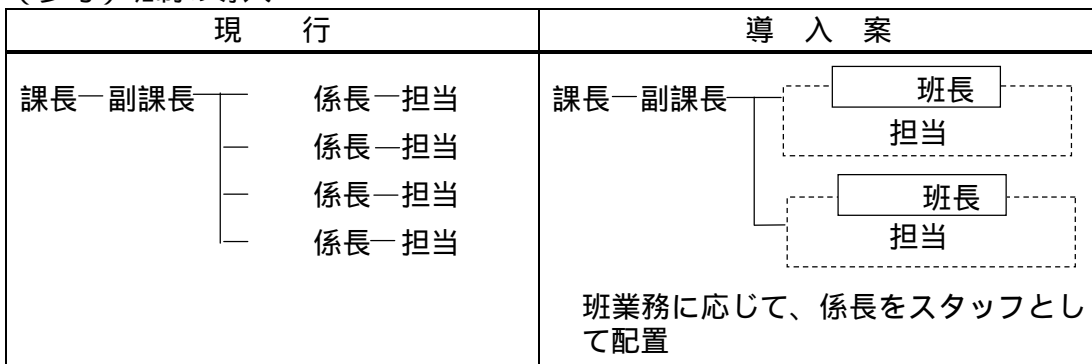 現 行
導 入 案
課長―副課長 係長―担当
係長―担当
係長―担当
係長―担当
課長―副課長 班長
担当
班長
担当
班業務に応じて、係長をスタッフとし
て配置